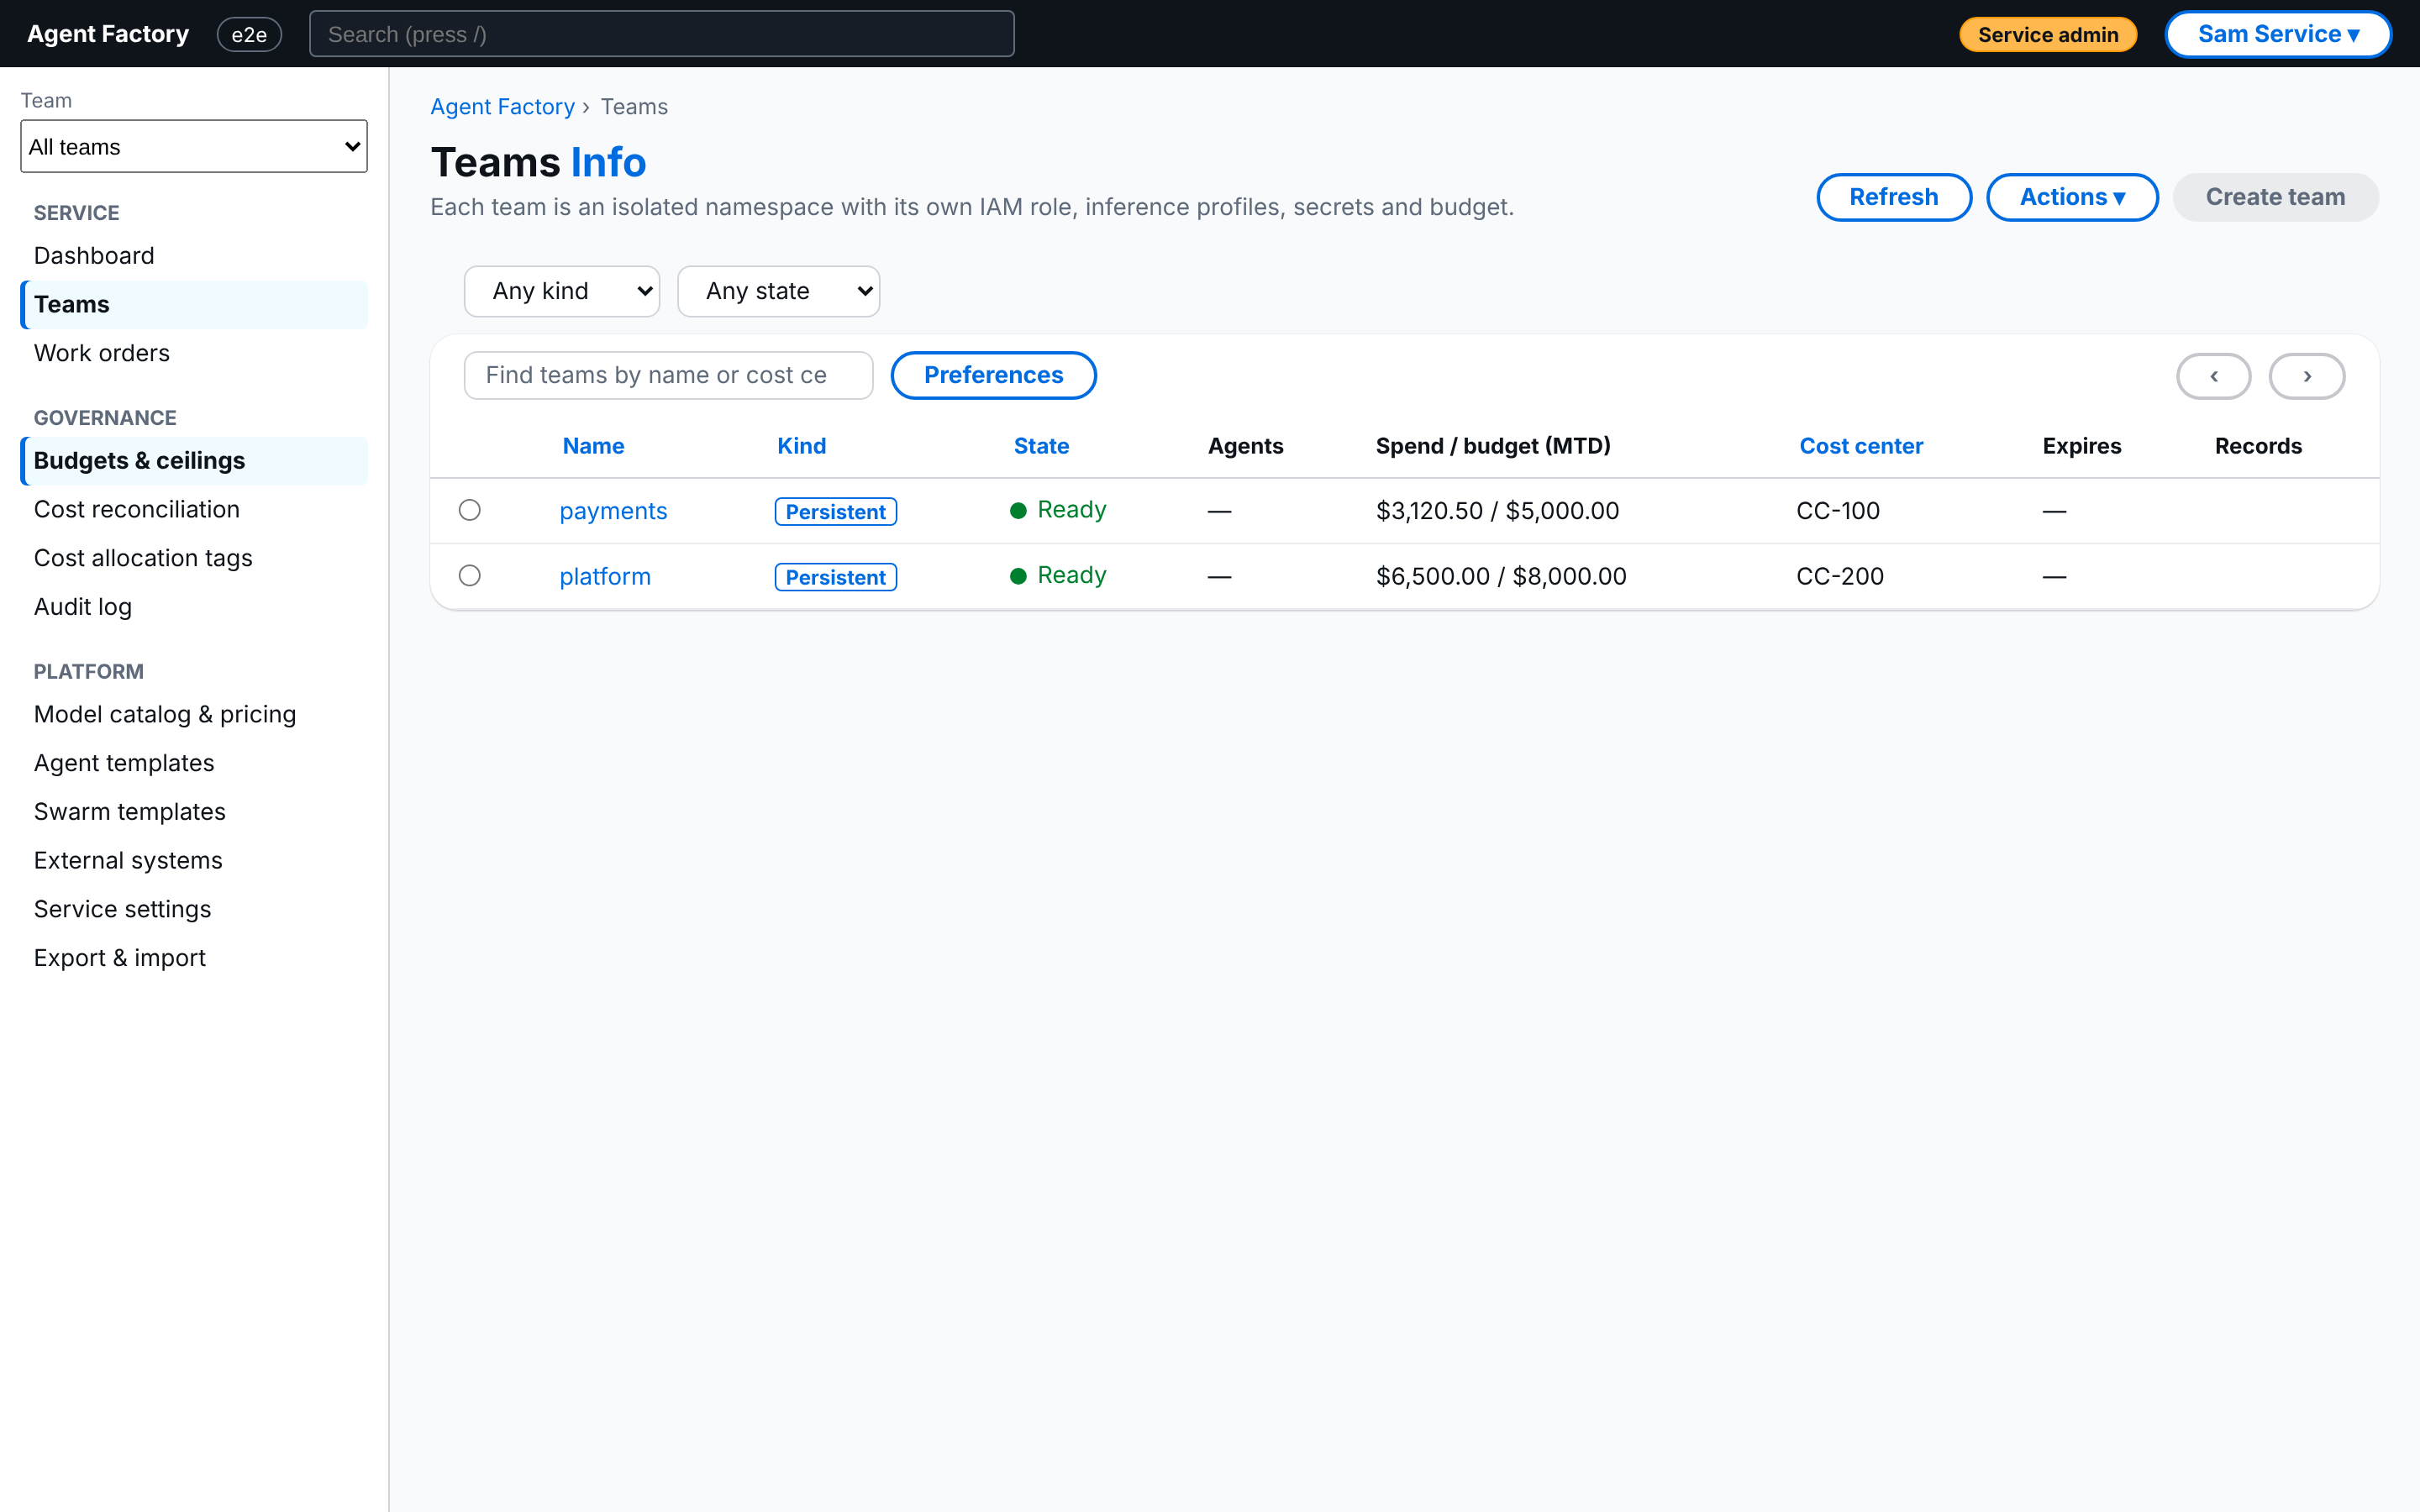 Agent Factory e2e Search (press /) Service admin Sam Service ▾
Team
All teams
SERVICE
Dashboard
Teams
Work orders
GOVERNANCE
Budgets & ceilings
Cost reconciliation
Cost allocation tags
Audit log
PLATFORM
Model catalog & pricing
Agent templates
Swarm templates
External systems
Service settings
Export & import
Agent Factory › Teams
Teams Info
Each team is an isolated namespace with its own IAM role, inference profiles, secrets and budget.
Refresh Actions ▾ Create team
Any kind Any state
Find teams by name or cost ce Preferences ‹ ›
Name Kind State Agents Spend / budget (MTD) Cost center Expires Records
payments Persistent Ready — $3,120.50 / $5,000.00 CC-100 —
platform Persistent Ready — $6,500.00 / $8,000.00 CC-200 —